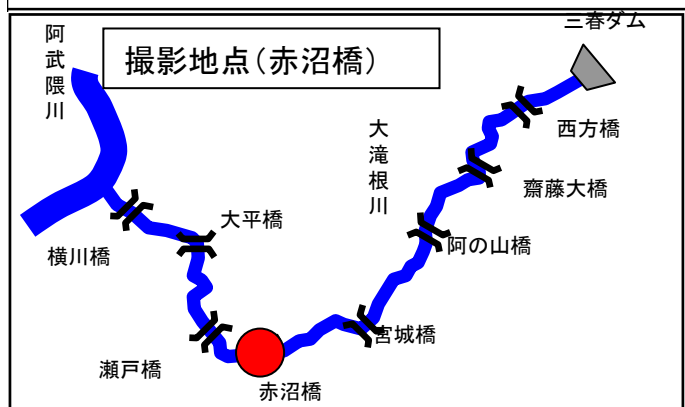 三春ダム
阿武隈川
撮影地点(赤沼橋)
西方橋
大滝根川
齋藤大橋
大平橋
阿の山橋
横川橋
宮城橋
瀬戸橋
赤沼橋